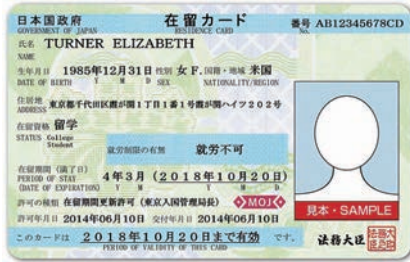 日本国政府 在留カード 番号 AB12345678CD
GOVERNMENT OF JAPAN RESIDENCE CARD No.
氏名 TURNER ELIZABETH
NAME
生年月日 1985年12月31日 性別 女 F. 国籍・地域 米国
DATE OF BIRTH Y M D SEX NATIONALITY/REGION
住居地 東京都千代田区霞が関1丁目1番1号霞が関ハイツ202号
ADDRESS
在留資格 留学
STATUS College Student
就労制限の有無 就労不可
在留期間(満了日) 4年3月(2018年10月20日)
PERIOD OF STAY Y M Y M D
(DATE OF EXPIRATION)
許可の種類 在留期間更新許可(東京入国管理局長) MOJ
許可年月日 2014年06月10日 交付年月日 2014年06月10日
このカードは 2018年10月20日まで有効 です。
PERIOD OF VALIDITY OF THIS CARD
見本・SAMPLE
法務大臣